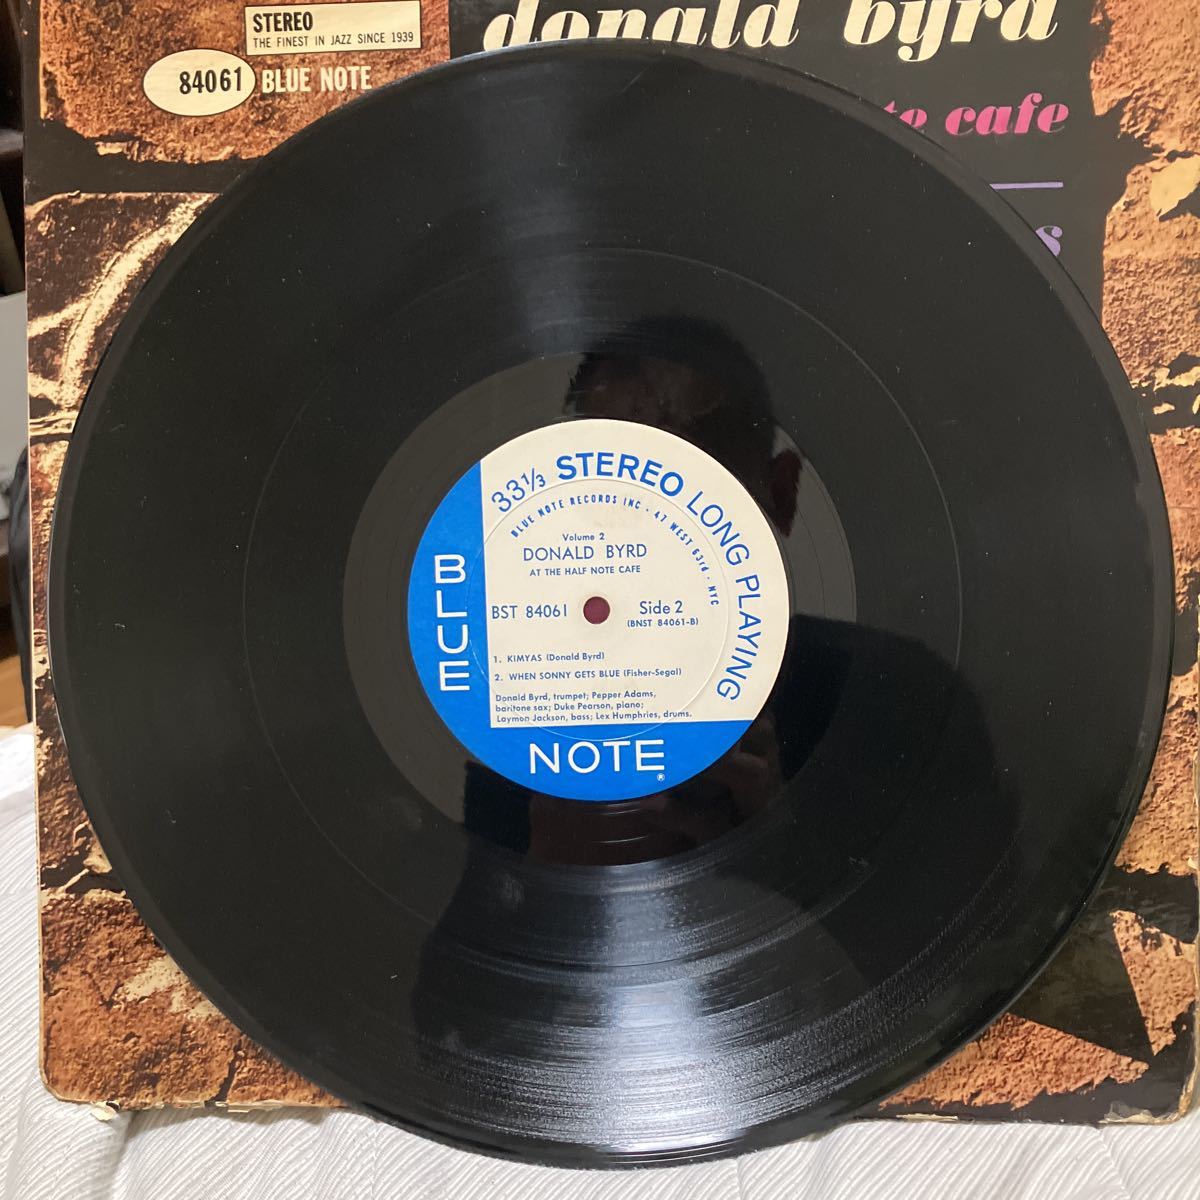 STEREO
THE FINEST IN JAZZ SINCE 1939
84061 BLUE NOTE
donald byrd
cafe
33⅓ STEREO LONG PLAYING
BLUE NOTE RECORDS INC · 47 WEST 63rd · NYC
Volume 2
DONALD BYRD
AT THE HALF NOTE CAFE
BST 84061
Side 2
(BNST 84061-B)
1. KIMYAS (Donald Byrd)
2. WHEN SONNY GETS BLUE (Fisher-Segal)
Donald Byrd, trumpet; Pepper Adams,
baritone sax; Duke Pearson, piano;
Laymon Jackson, bass; Lex Humphries, drums.
BLUE
NOTE
®